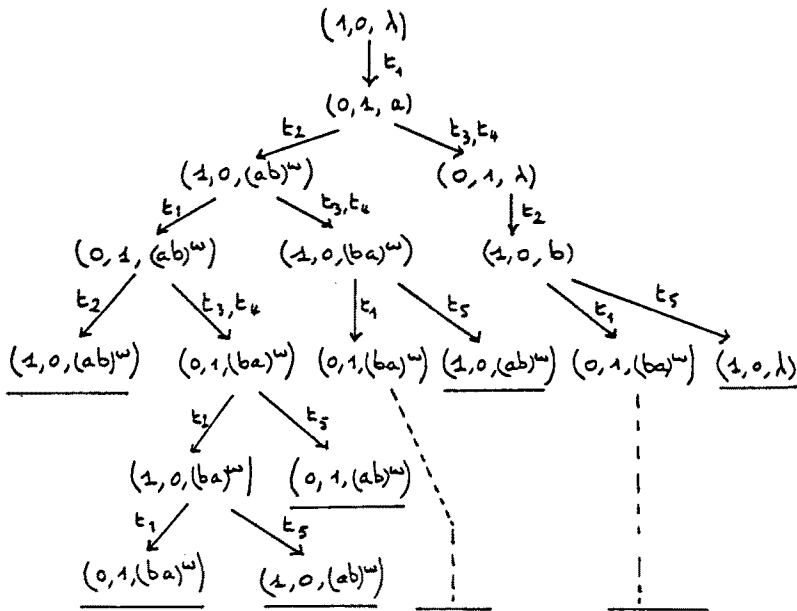 (1,0,λ)
t₁
(0,1,a)
t₂ t₃,t₄
(1,0,(ab)^ω) (0,1,λ)
t₁ t₃,t₄ t₂
(0,1,(ab)^ω) (1,0,(ba)^ω) (1,0,b)
t₂ t₃,t₄ t₁ t₅ t₁ t₅
(1,0,(ab)^ω) (0,1,(ba)^ω) (0,1,(ba)^ω) (1,0,(ab)^ω) (0,1,(ba)^ω) (1,0,λ)
t₂ t₅
(1,0,(ba)^ω) (0,1,(ab)^ω)
t₁ t₅
(0,1,(ba)^ω) (1,0,(ab)^ω)